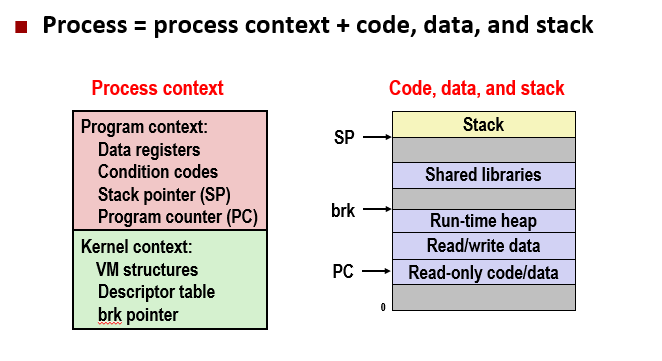 Process = process context + code, data, and stack
Process context
Program context:
Data registers
Condition codes
Stack pointer (SP)
Program counter (PC)
Kernel context:
VM structures
Descriptor table
brk pointer
Code, data, and stack
Stack
SP
Shared libraries
brk
Run-time heap
Read/write data
PC
Read-only code/data
0